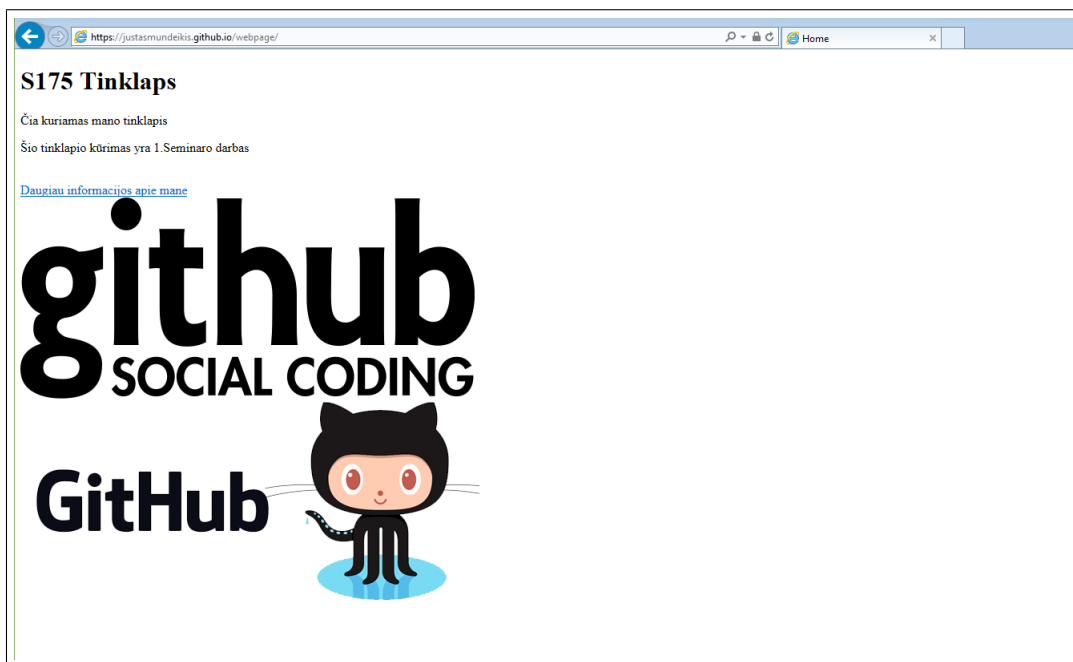 https://justasmundeikis.github.io/webpage/
Home
S175 Tinklaps
Čia kuriamas mano tinklapis
Šio tinklapio kūrimas yra 1.Seminaro darbas
Daugiau informacijos apie mane
github
SOCIAL CODING
GitHub